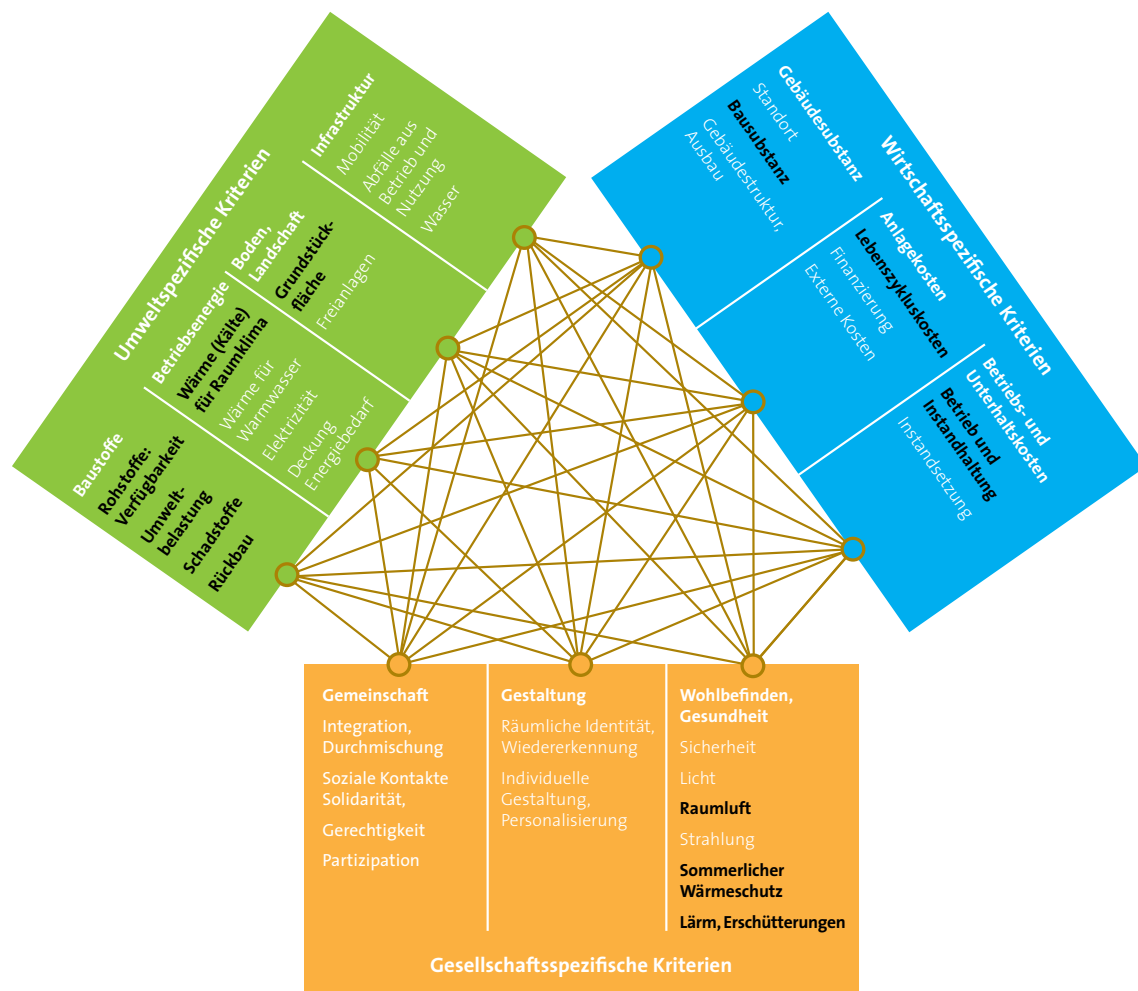 Umweltspezifische Kriterien
Infrastruktur
Mobilität
Abfälle aus
Betrieb und
Nutzung
Wasser
Boden,
Landschaft
Grundstück-
fläche
Freianlagen
Betriebsenergie
Wärme (Kälte)
für Raumklima
Wärme für
Warmwasser
Elektrizität
Deckung
Energiebedarf
Baustoffe
Rohstoffe:
Verfügbarkeit
Umwelt-
belastung
Schadstoffe
Rückbau
Wirtschaftsspezifische Kriterien
Gebäudesubstanz
Standort
Bausubstanz
Gebäudestruktur,
Ausbau
Anlagekosten
Lebenszykluskosten
Finanzierung
Externe Kosten
Betriebs- und
Unterhaltskosten
Betrieb und
Instandhaltung
Instandsetzung
Gemeinschaft
Integration,
Durchmischung
Soziale Kontakte
Solidarität,
Gerechtigkeit
Partizipation
Gestaltung
Räumliche Identität,
Wiedererkennung
Individuelle
Gestaltung,
Personalisierung
Wohlbefinden,
Gesundheit
Sicherheit
Licht
Raumluft
Strahlung
Sommerlicher
Wärmeschutz
Lärm, Erschütterungen
Gesellschaftsspezifische Kriterien